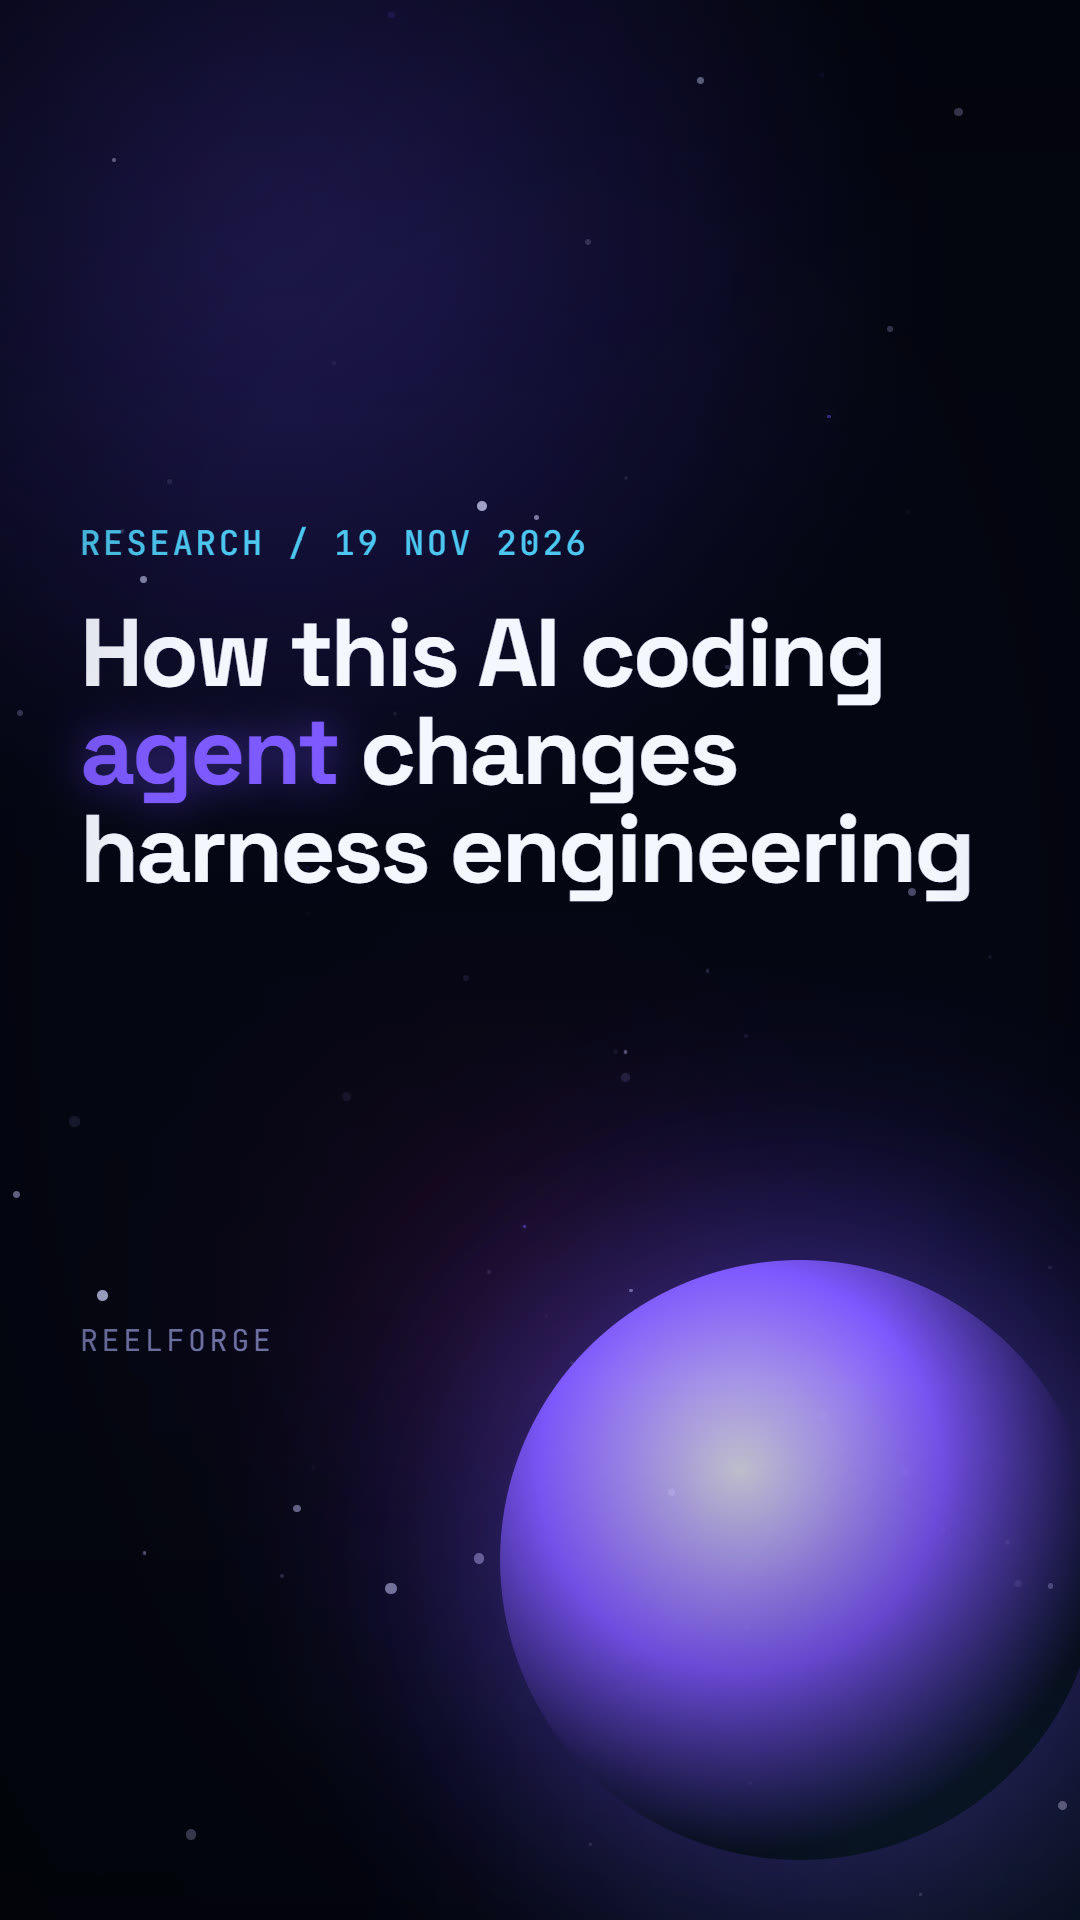 RESEARCH / 19 NOV 2026
How this AI coding
agent changes
harness engineering
REELFORGE